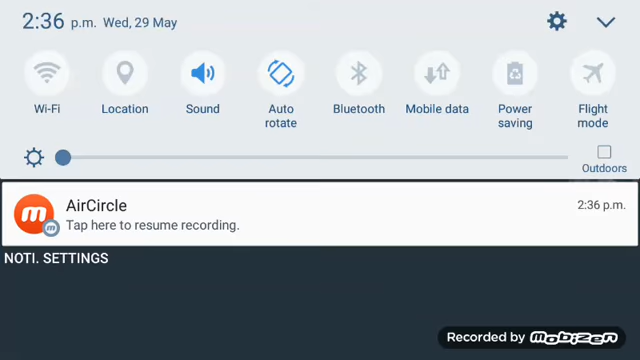 2:36 p.m. Wed, 29 May
Wi-Fi
Location
Sound
Auto rotate
Bluetooth
Mobile data
Power saving
Flight mode
Outdoors
m AirCircle 2:36 p.m.
m Tap here to resume recording.
NOTI. SETTINGS
Recorded by mobizen